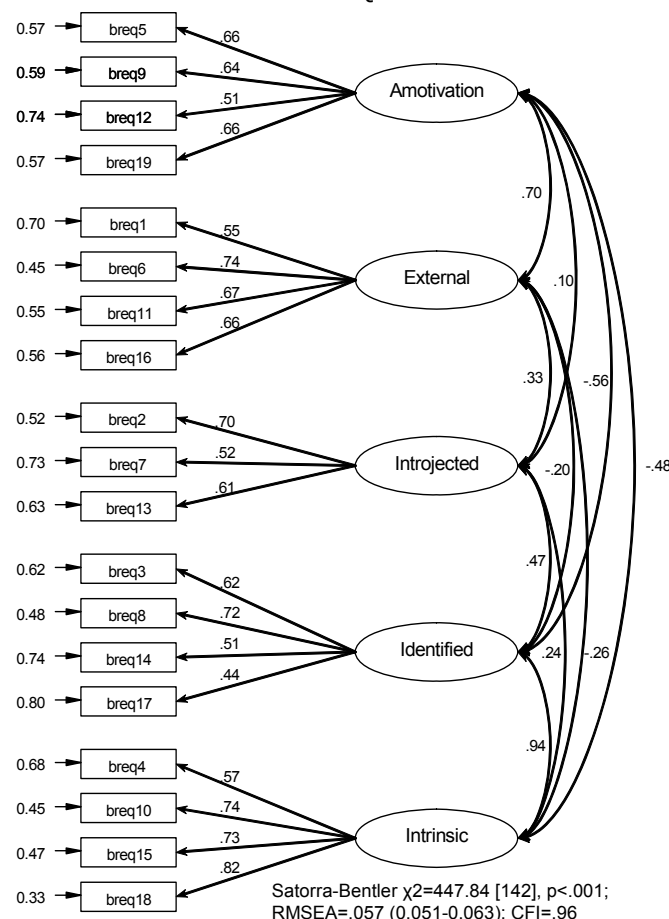 0.57 breq5 .66
0.59 breq9 .64
Amotivation
0.74 breq12 .51
0.57 breq19 .66
.70
0.70 breq1 .55
0.45 breq6 .74
External
.10
0.55 breq11 .67
0.56 breq16 .66
.33
-.56
0.52 breq2 .70
0.73 breq7 .52
Introjected
-.20
-.48
0.63 breq13 .61
.47
0.62 breq3 .62
0.48 breq8 .72
Identified
.24
-.26
0.74 breq14 .51
0.80 breq17 .44
.94
0.68 breq4 .57
0.45 breq10 .74
Intrinsic
0.47 breq15 .73
0.33 breq18 .82
Satorra-Bentler χ2=447.84 [142], p<.001;
RMSEA=.057 (0.051-0.063); CFI=.96